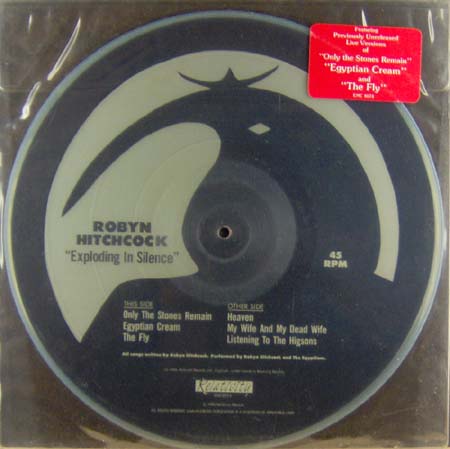 Featuring
Previously Unreleased
Live Versions
of
"Only the Stones Remain"
"Egyptian Cream"
and
"The Fly"
ROBYN
HITCHCOCK
"Exploding In Silence"
45
RPM
THIS SIDE
Only The Stones Remain
Egyptian Cream
The Fly
OTHER SIDE
Heaven
My Wife And My Dead Wife
Listening To The Higsons
All songs written by Robyn Hitchcock. Performed by Robyn Hitchcock and The Egyptians.